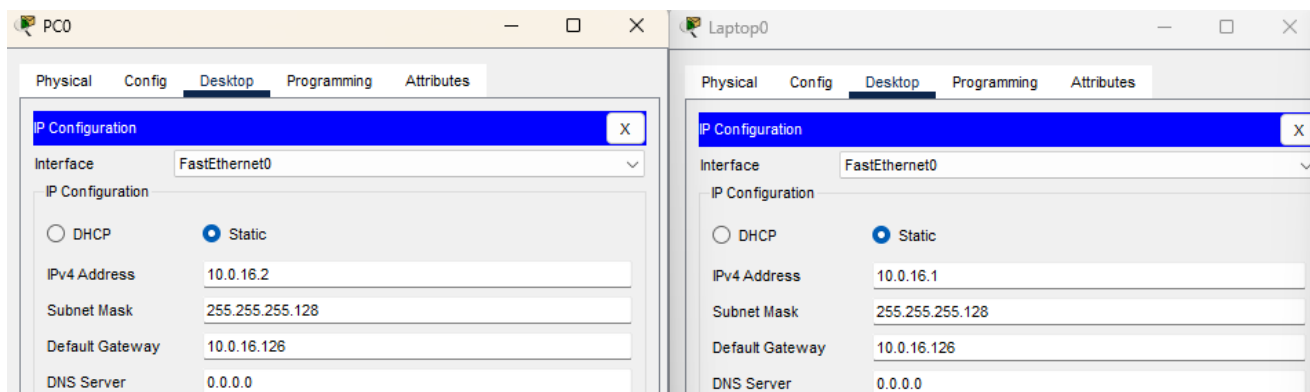 PC0
Physical Config Desktop Programming Attributes
IP Configuration X
Interface FastEthernet0
IP Configuration
DHCP Static
IPv4 Address 10.0.16.2
Subnet Mask 255.255.255.128
Default Gateway 10.0.16.126
DNS Server 0.0.0.0
Laptop0
Physical Config Desktop Programming Attributes
IP Configuration X
Interface FastEthernet0
IP Configuration
DHCP Static
IPv4 Address 10.0.16.1
Subnet Mask 255.255.255.128
Default Gateway 10.0.16.126
DNS Server 0.0.0.0